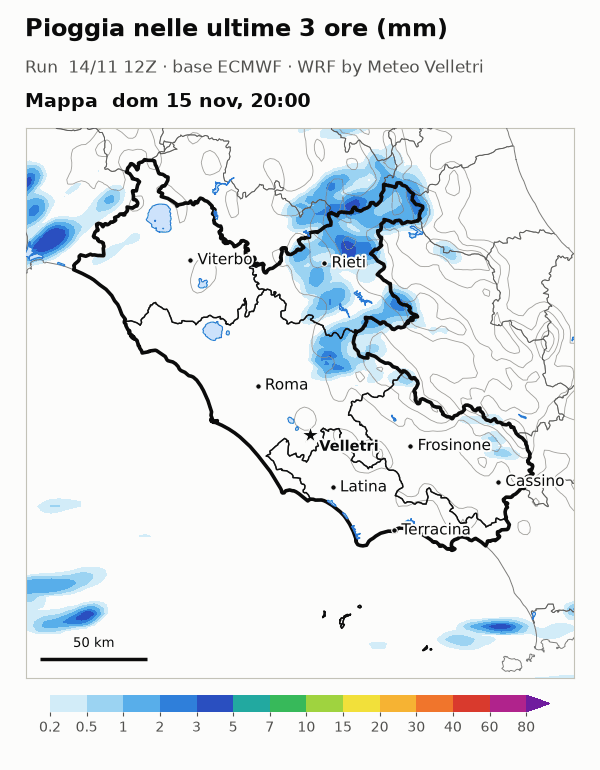 Pioggia nelle ultime 3 ore (mm)
Run  14/11 12Z · base ECMWF · WRF by Meteo Velletri
Mappa  dom 15 nov, 20:00
Viterbo
Rieti
Roma
Velletri
Frosinone
Latina
Cassino
Terracina
50 km
0.2 0.5 1 2 3 5 7 10 15 20 30 40 60 80